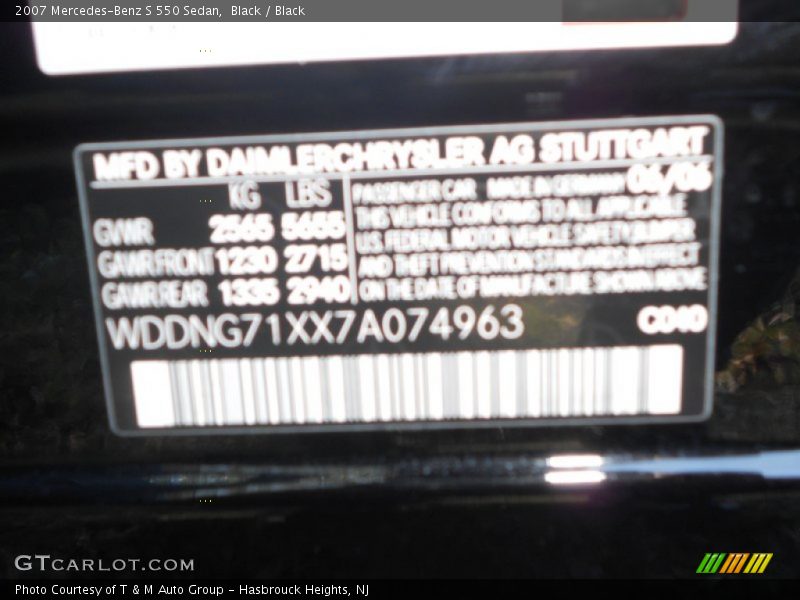 2007 Mercedes-Benz S 550 Sedan,  Black / Black
MFD BY DAIMLERCHRYSLER AG STUTTGART
KG LBS
GVWR 2565 5655
GAWR FRONT 1230 2715
GAWR REAR 1335 2940
PASSENGER CAR MADE IN GERMANY 06/06
THIS VEHICLE CONFORMS TO ALL APPLICABLE
U.S. FEDERAL MOTOR VEHICLE SAFETY, BUMPER
AND THEFT PREVENTION STANDARDS IN EFFECT
ON THE DATE OF MANUFACTURE SHOWN ABOVE.
WDDNG71XX7A074963 C040
GTCARLOT.COM
Photo Courtesy of T & M Auto Group - Hasbrouck Heights, NJ